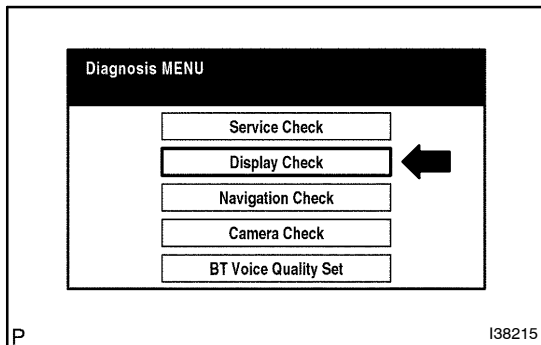 Diagnosis MENU
Service Check
Display Check
Navigation Check
Camera Check
BT Voice Quality Set
P
I38215